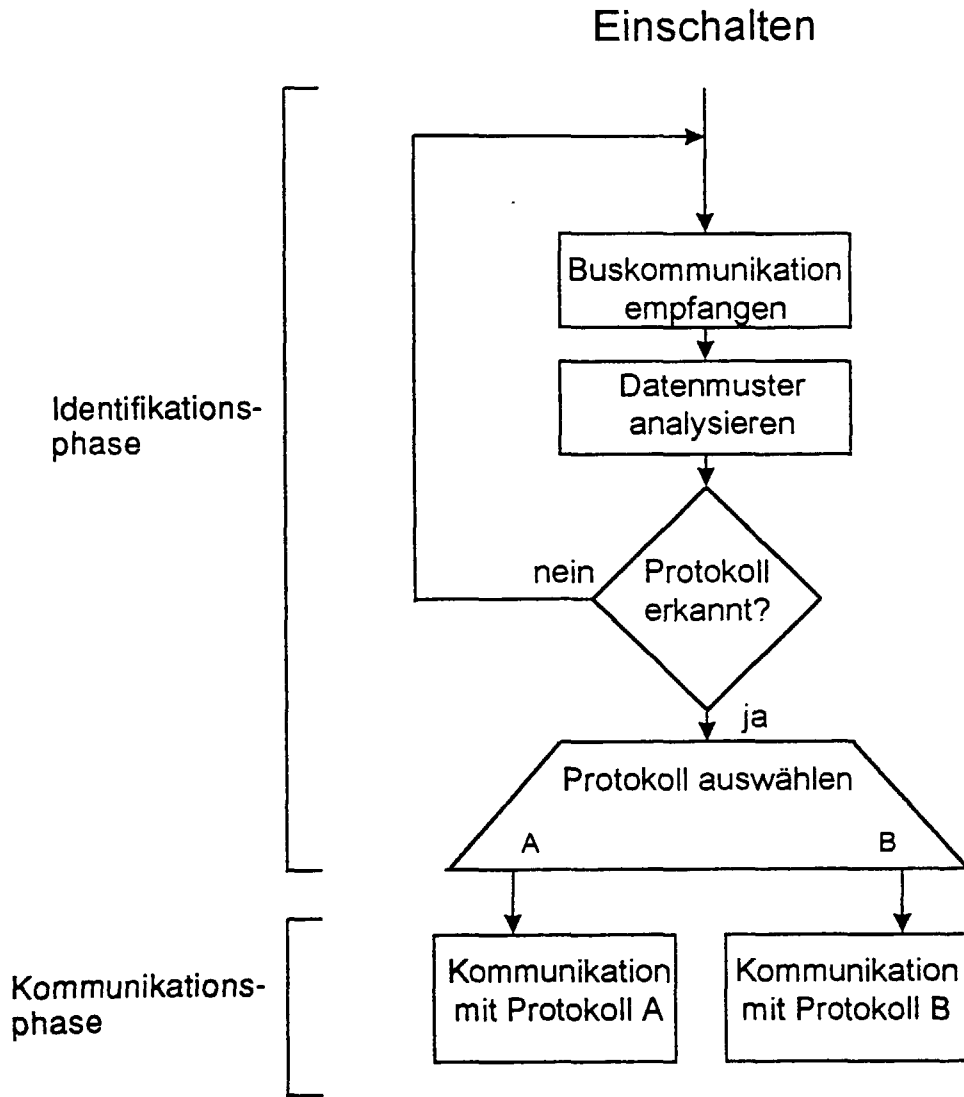 Einschalten
Buskommunikation
empfangen
Datenmuster
analysieren
Identifikations-
phase
nein
Protokoll
erkannt?
ja
Protokoll auswählen
A
B
Kommunikations-
phase
Kommunikation
mit Protokoll A
Kommunikation
mit Protokoll B